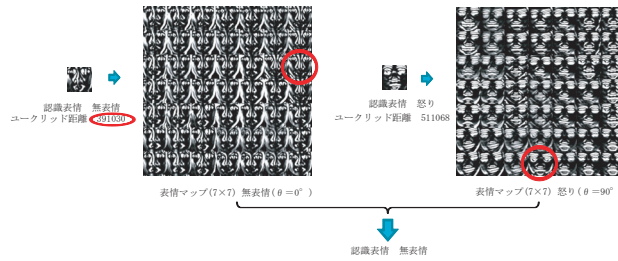 認識表情 無表情
ユークリッド距離 391030
認識表情 怒り
ユークリッド距離 511068
表情マップ(7×7) 無表情(θ=0°)
表情マップ(7×7) 怒り(θ=90°
認識表情 無表情